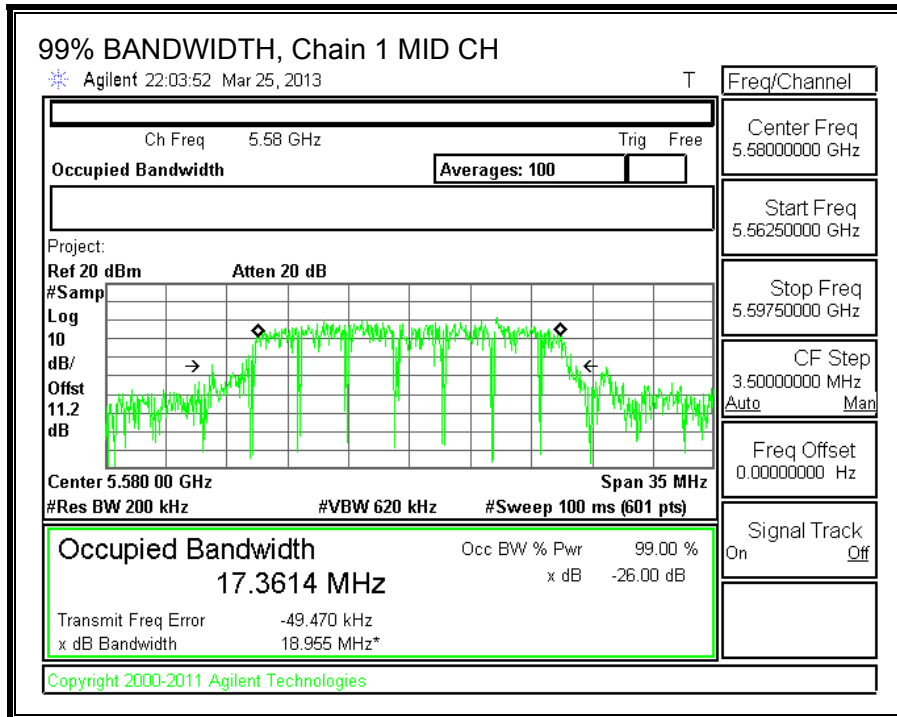 99% BANDWIDTH, Chain 1 MID CH
Agilent 22:03:52 Mar 25, 2013 T
Freq/Channel
Ch Freq 5.58 GHz Trig Free
Occupied Bandwidth Averages: 100
Project:
Ref 20 dBm Atten 20 dB
#Samp
Log
10
dB/
Offst
11.2
dB
Center 5.580 00 GHz Span 35 MHz
#Res BW 200 kHz #VBW 620 kHz #Sweep 100 ms (601 pts)
Occupied Bandwidth Occ BW % Pwr 99.00 %
17.3614 MHz x dB -26.00 dB
Transmit Freq Error -49.470 kHz
x dB Bandwidth 18.955 MHz*
Copyright 2000-2011 Agilent Technologies
Center Freq
5.58000000 GHz
Start Freq
5.56250000 GHz
Stop Freq
5.59750000 GHz
CF Step
3.50000000 MHz
Auto Man
Freq Offset
0.00000000 Hz
Signal Track
On Off